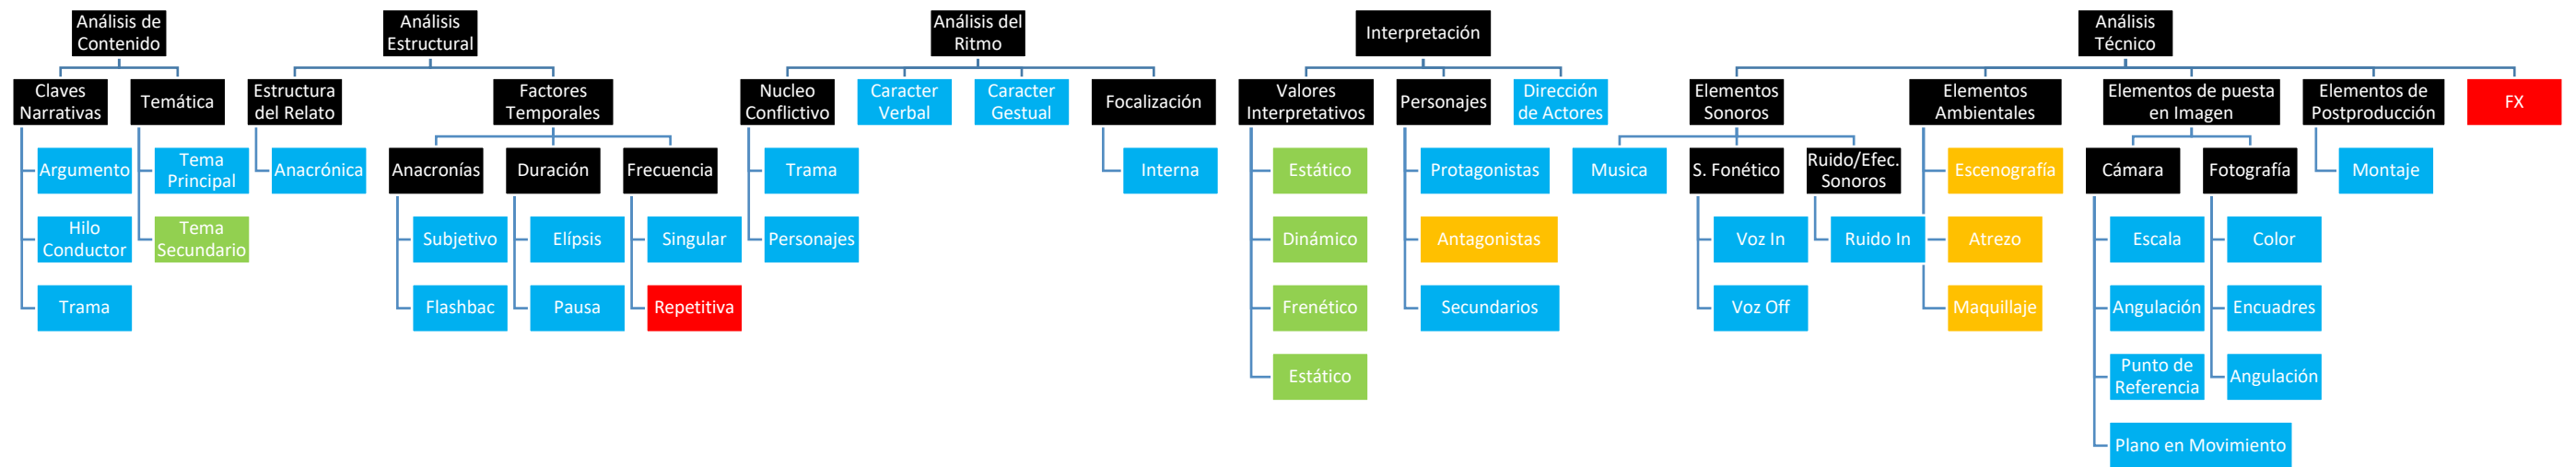 Análisis de
Contenido
Análisis
Estructural
Análisis del
Ritmo
Interpretación
Análisis
Técnico
Claves
Narrativas
Temática
Estructura
del Relato
Factores
Temporales
Nucleo
Conflictivo
Caracter
Verbal
Caracter
Gestual
Focalización
Valores
Interpretativos
Personajes
Dirección
de Actores
Elementos
Sonoros
Elementos
Ambientales
Elementos de puesta
en Imagen
Elementos de
Postproducción
FX
Argumento
Tema
Principal
Anacrónica
Anacronías
Duración
Frecuencia
Trama
Interna
Estático
Protagonistas
Musica
S. Fonético
Ruido/Efec.
Sonoros
Escenografía
Cámara
Fotografía
Montaje
Hilo
Conductor
Tema
Secundario
Subjetivo
Elípsis
Singular
Personajes
Dinámico
Antagonistas
Voz In
Ruido In
Atrezo
Escala
Color
Trama
Flashbac
Pausa
Repetitiva
Frenético
Secundarios
Voz Off
Maquillaje
Angulación
Encuadres
Estático
Punto de
Referencia
Angulación
Plano en Movimiento